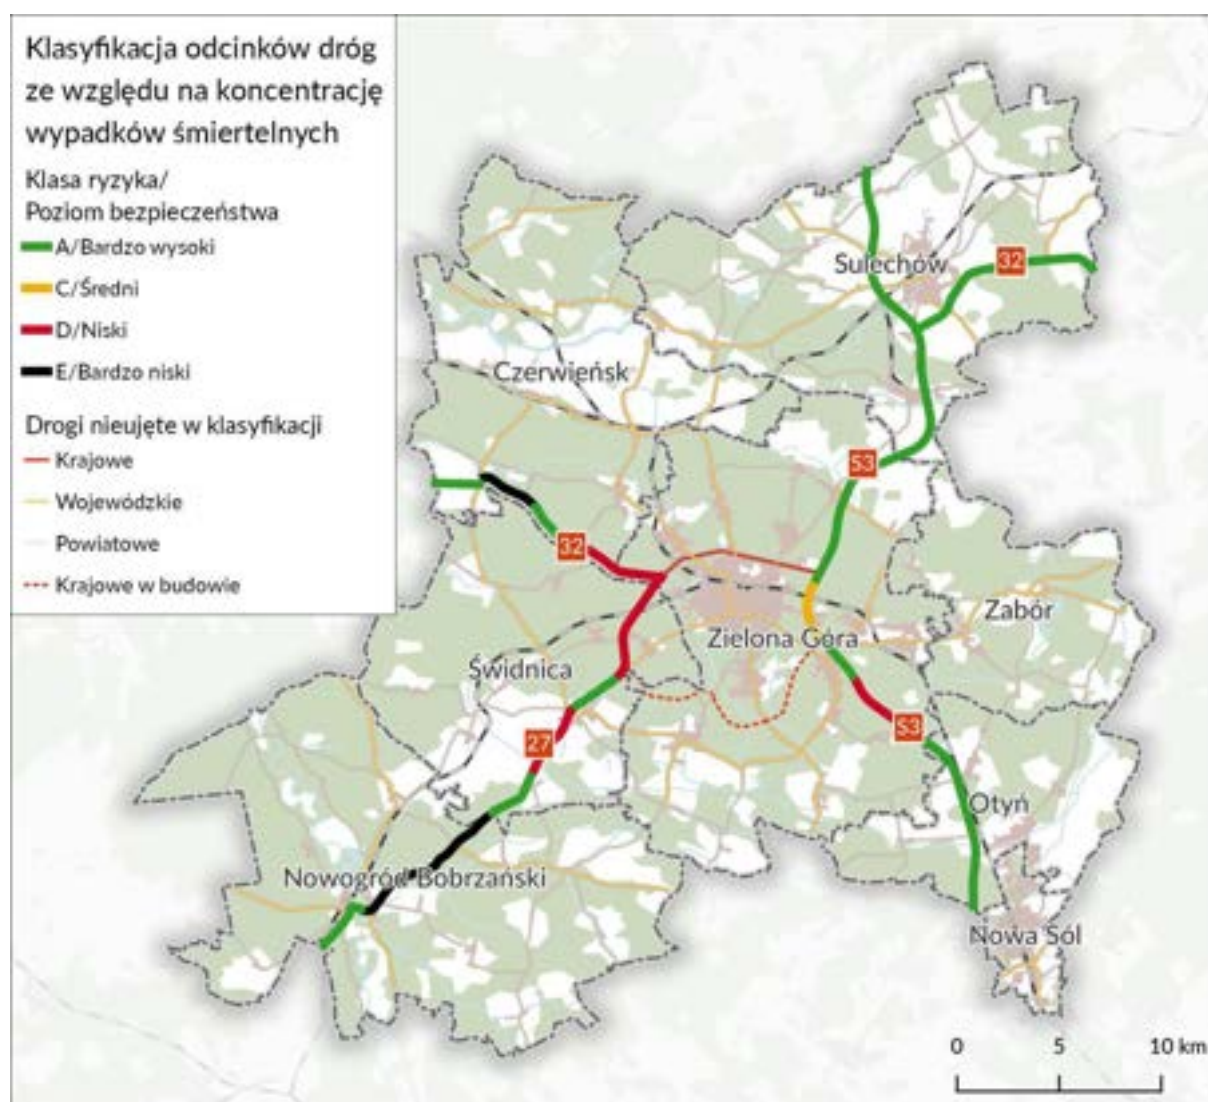 Klasyfikacja odcinków dróg
ze względu na koncentrację
wypadków śmiertelnych
Klasa ryzyka/
Poziom bezpieczeństwa
A/Bardzo wysoki
C/Średni
D/Niski
E/Bardzo niski
Drogi nieujęte w klasyfikacji
Krajowe
Wojewódzkie
Powiatowe
Krajowe w budowie
Sulechów
32
Czerwieńsk
S3
32
Zabór
Zielona Góra
Świdnica
S3
27
Otyń
Nowogród Bobrzański
Nowa Sól
0 5 10 km